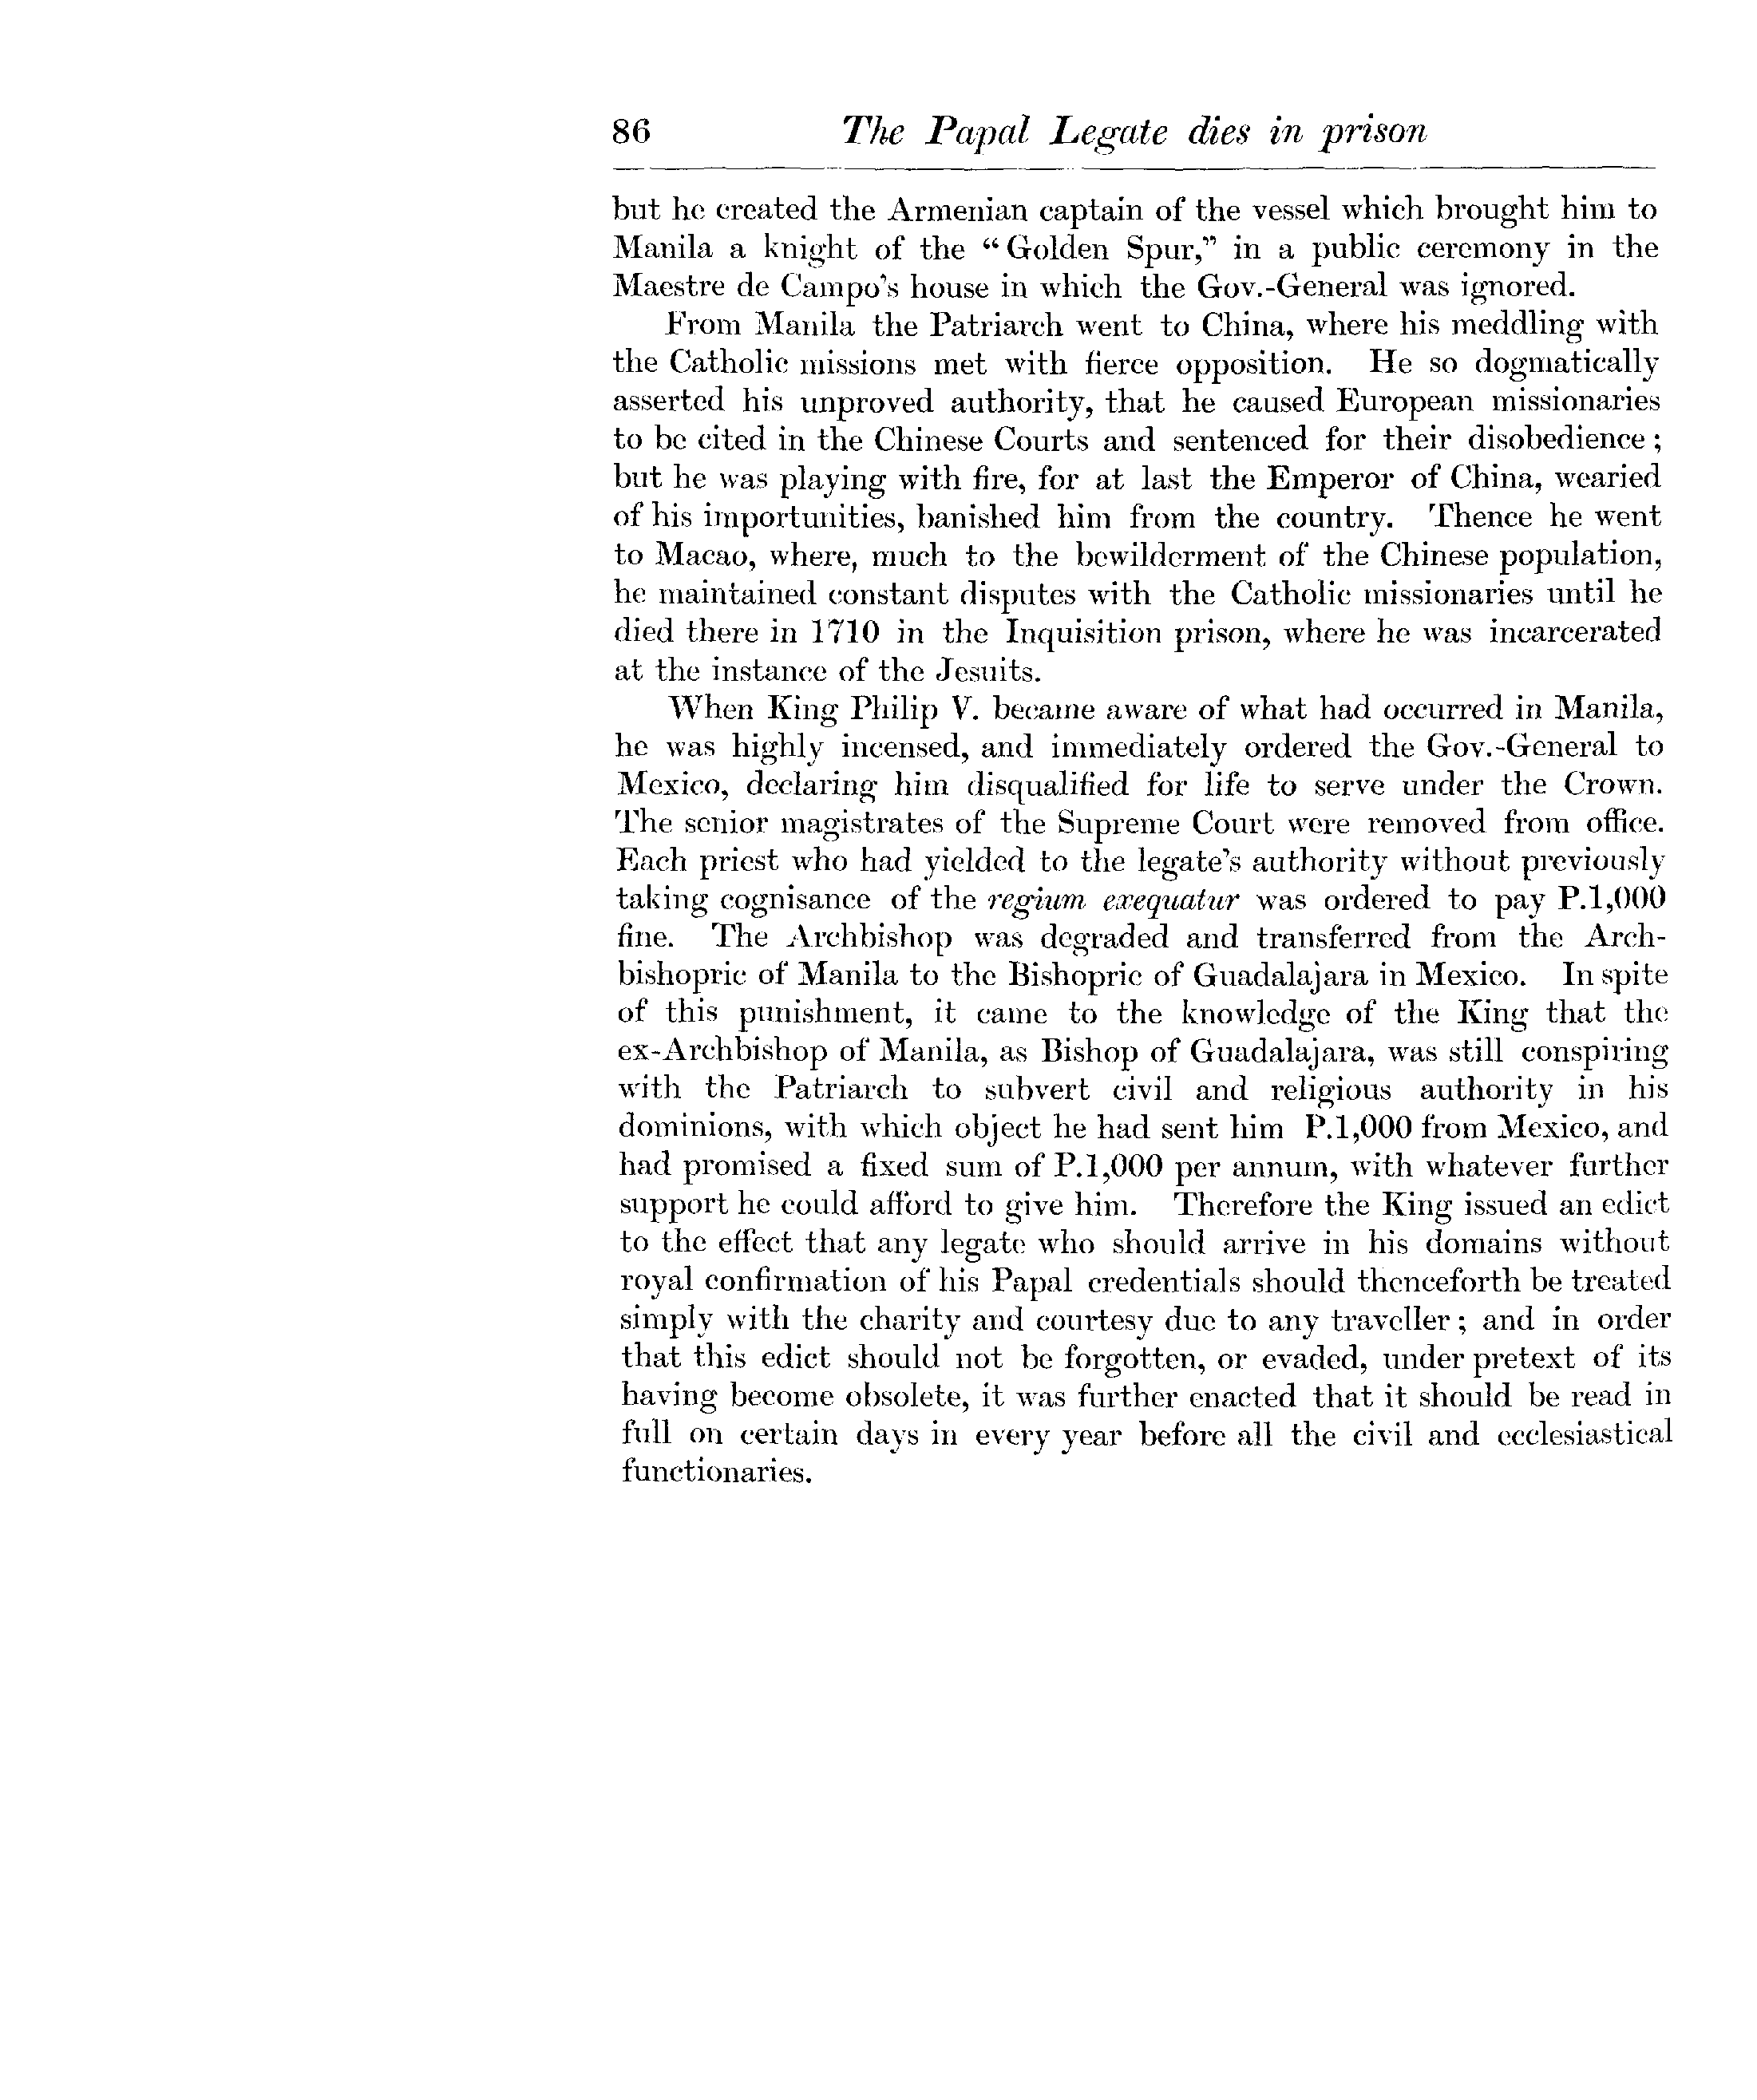 86 The Papal Legate dies in prison
but he created the Armenian captain of the vessel which brought him to
Manila a knight of the “Golden Spur,” in a public ceremony in the
Maestre de Campo's house in which the Gov.-General was ignored.
From Manila the Patriarch went to China, where his meddling with
the Catholic missions met with fierce opposition. He so dogmatically
asserted his unproved authority, that he caused European missionaries
to be cited in the Chinese Courts and sentenced for their disobedience;
but he was playing with fire, for at last the Emperor of China, wearied
of his importunities, banished him from the country. Thence he went
to Macao, where, much to the bewilderment of the Chinese population,
he maintained constant disputes with the Catholic missionaries until he
died there in 1710 in the Inquisition prison, where he was incarcerated
at the instance of the Jesuits.
When King Philip V. became aware of what had occurred in Manila,
he was highly incensed, and immediately ordered the Gov.-General to
Mexico, declaring him disqualified for life to serve under the Crown.
The senior magistrates of the Supreme Court were removed from office.
Each priest who had yielded to the legate's authority without previously
taking cognisance of the regium exequatur was ordered to pay P.1,000
fine. The Archbishop was degraded and transferred from the Arch-
bishopric of Manila to the Bishopric of Guadalajara in Mexico. In spite
of this punishment, it came to the knowledge of the King that the
ex-Archbishop of Manila, as Bishop of Guadalajara, was still conspiring
with the Patriarch to subvert civil and religious authority in his
dominions, with which object he had sent him P.1,000 from Mexico, and
had promised a fixed sum of P.1,000 per annum, with whatever further
support he could afford to give him. Therefore the King issued an edict
to the effect that any legate who should arrive in his domains without
royal confirmation of his Papal credentials should thenceforth be treated
simply with the charity and courtesy due to any traveller; and in order
that this edict should not be forgotten, or evaded, under pretext of its
having become obsolete, it was further enacted that it should be read in
full on certain days in every year before all the civil and ecclesiastical
functionaries.